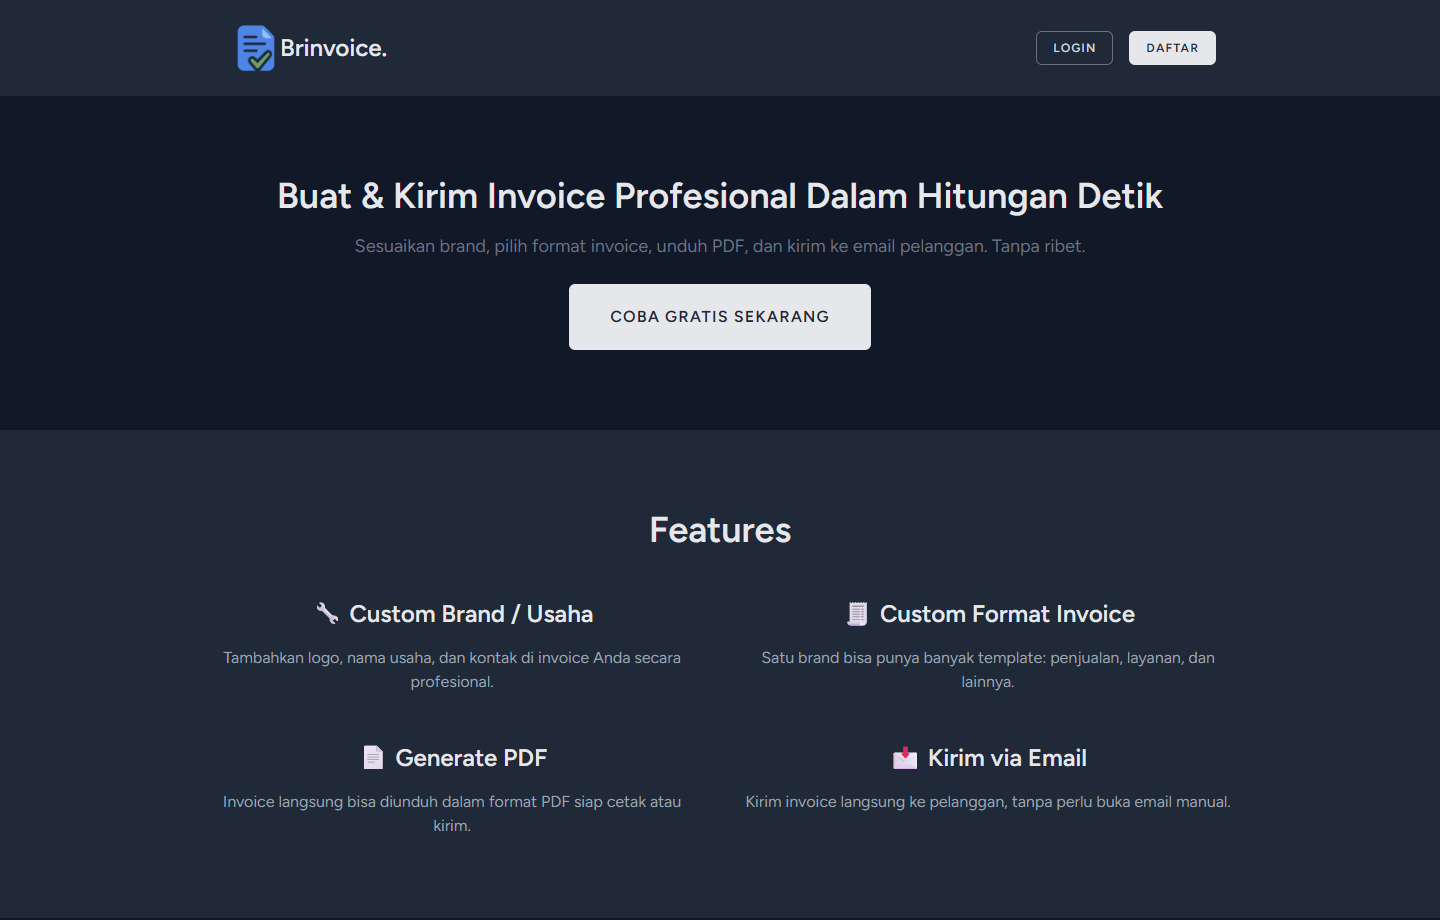 Brinvoice.
LOGIN
DAFTAR
Buat & Kirim Invoice Profesional Dalam Hitungan Detik
Sesuaikan brand, pilih format invoice, unduh PDF, dan kirim ke email pelanggan. Tanpa ribet.
COBA GRATIS SEKARANG
Features
Custom Brand / Usaha
Tambahkan logo, nama usaha, dan kontak di invoice Anda secara
profesional.
Custom Format Invoice
Satu brand bisa punya banyak template: penjualan, layanan, dan
lainnya.
Generate PDF
Invoice langsung bisa diunduh dalam format PDF siap cetak atau
kirim.
Kirim via Email
Kirim invoice langsung ke pelanggan, tanpa perlu buka email manual.